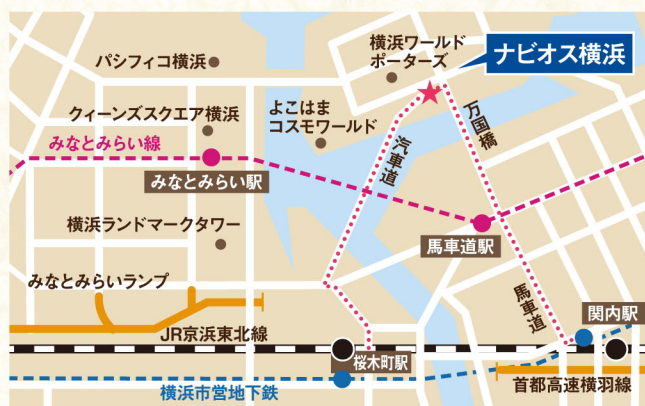 横浜ワールド
ポーターズ
ナビオス横浜
パシフィコ横浜
クィーンズスクエア横浜
よこはま
コスモワールド
万国橋
みなとみらい線
汽車道
みなとみらい駅
横浜ランドマークタワー
馬車道駅
みなとみらいランプ
馬車道
関内駅
JR京浜東北線
桜木町駅
横浜市営地下鉄
首都高速横羽線